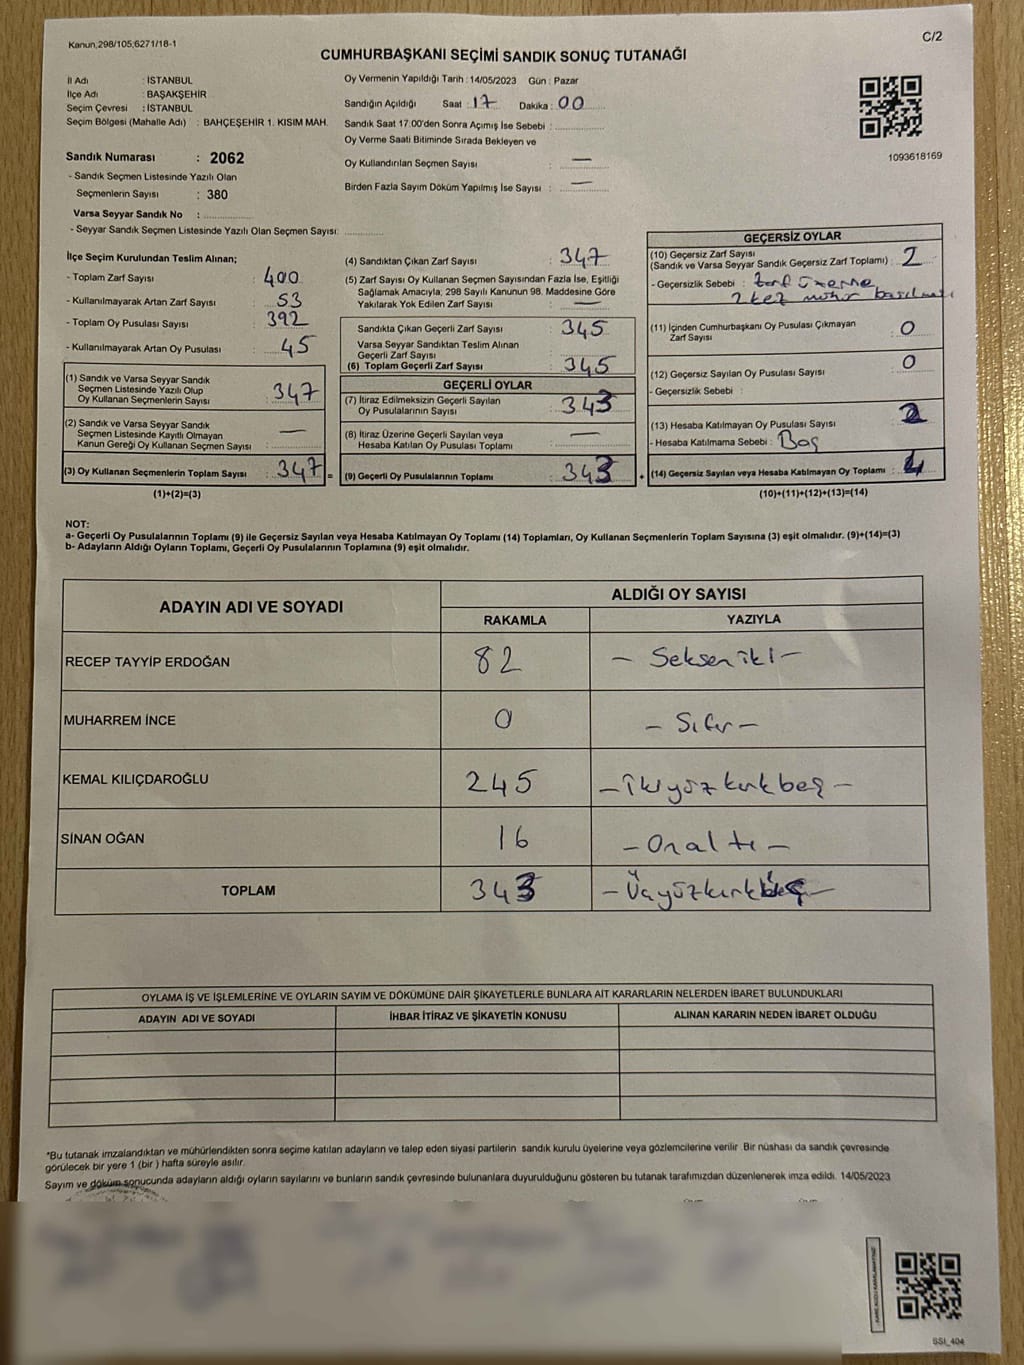 Kanun,298/105,6271/18-1
C/2
CUMHURBAŞKANI SEÇİMİ SANDIK SONUÇ TUTANAĞI
İl Adı : İSTANBUL
İlçe Adı : BAŞAKŞEHİR
Seçim Çevresi : İSTANBUL
Seçim Bölgesi (Mahalle Adı) : BAHÇEŞEHİR 1. KISIM MAH.
Sandık Numarası : 2062
- Sandık Seçmen Listesinde Yazılı Olan
Seçmenlerin Sayısı : 380
Varsa Seyyar Sandık No :
- Seyyar Sandık Seçmen Listesinde Yazılı Olan Seçmen Sayısı:
Oy Vermenin Yapıldığı Tarih : 14/05/2023 Gün : Pazar
Sandığın Açıldığı Saat : 17 Dakika : 00
Sandık Saat 17:00'den Sonra Açımış İse Sebebi :
Oy Verme Saati Bitiminde Sırada Bekleyen ve
Oy Kullandırılan Seçmen Sayısı : —
Birden Fazla Sayım Döküm Yapılmış İse Sayısı : —
1093618169
İlçe Seçim Kurulundan Teslim Alınan;
- Toplam Zarf Sayısı : 400
- Kullanılmayarak Artan Zarf Sayısı : 53
- Toplam Oy Pusulası Sayısı : 392
- Kullanılmayarak Artan Oy Pusulası : 45
(1) Sandık ve Varsa Seyyar Sandık
Seçmen Listesinde Yazılı Olup
Oy Kullanan Seçmenlerin Sayısı : 347
(2) Sandık ve Varsa Seyyar Sandık
Seçmen Listesinde Kayıtlı Olmayan
Kanun Gereği Oy Kullanan Seçmen Sayısı : —
(3) Oy Kullanan Seçmenlerin Toplam Sayısı : 347 =
(1)+(2)=(3)
(4) Sandıktan Çıkan Zarf Sayısı : 347
(5) Zarf Sayısı Oy Kullanan Seçmen Sayısından Fazla İse, Eşitliği
Sağlamak Amacıyla, 298 Sayılı Kanunun 98. Maddesine Göre
Yakılarak Yok Edilen Zarf Sayısı : —
Sandıkta Çıkan Geçerli Zarf Sayısı : 345
Varsa Seyyar Sandıktan Teslim Alınan
Geçerli Zarf Sayısı :
(6) Toplam Geçerli Zarf Sayısı : 345
GEÇERLİ OYLAR
(7) İtiraz Edilmeksizin Geçerli Sayılan
Oy Pusulalarının Sayısı : 343
(8) İtiraz Üzerine Geçerli Sayılan veya
Hesaba Katılan Oy Pusulası Toplamı : —
(9) Geçerli Oy Pusulalarının Toplamı : 343 +
GEÇERSİZ OYLAR
(10) Geçersiz Zarf Sayısı
(Sandık ve Varsa Seyyar Sandık Geçersiz Zarf Toplamı) : 2
- Geçersizlik Sebebi : zarf üzerine
2 kez mühür basılması
(11) İçinden Cumhurbaşkanı Oy Pusulası Çıkmayan
Zarf Sayısı : 0
(12) Geçersiz Sayılan Oy Pusulası Sayısı : 0
- Geçersizlik Sebebi :
(13) Hesaba Katılmayan Oy Pusulası Sayısı : 2
- Hesaba Katılmama Sebebi : Boş
(14) Geçersiz Sayılan veya Hesaba Katılmayan Oy Toplamı : 4
(10)+(11)+(12)+(13)=(14)
NOT:
a- Geçerli Oy Pusulalarının Toplamı (9) ile Geçersiz Sayılan veya Hesaba Katılmayan Oy Toplamı (14) Toplamları, Oy Kullanan Seçmenlerin Toplam Sayısına (3) eşit olmalıdır. (9)+(14)=(3)
b- Adayların Aldığı Oyların Toplamı, Geçerli Oy Pusulalarının Toplamına (9) eşit olmalıdır.
ADAYIN ADI VE SOYADI
ALDIĞI OY SAYISI
RAKAMLA YAZIYLA
RECEP TAYYİP ERDOĞAN 82 – Seksen iki –
MUHARREM İNCE 0 – Sıfır –
KEMAL KILIÇDAROĞLU 245 – İkiyüzkırkbeş –
SİNAN OĞAN 16 – Onaltı –
TOPLAM 343 – Üçyüzkırk
OYLAMA İŞ VE İŞLEMLERİNE VE OYLARIN SAYIM VE DÖKÜMÜNE DAİR ŞİKAYETLERLE BUNLARA AİT KARARLARIN NELERDEN İBARET BULUNDUKLARI
ADAYIN ADI VE SOYADI İHBAR İTİRAZ VE ŞİKAYETİN KONUSU ALINAN KARARIN NEDEN İBARET OLDUĞU
*Bu tutanak imzalandıktan ve mühürlendikten sonra seçime katılan adayların ve talep eden siyasi partilerin sandık kurulu üyelerine veya gözlemcilerine verilir. Bir nüshası da sandık çevresinde
görülecek bir yere 1 (bir ) hafta süreyle asılır.
Sayım ve döküm sonucunda adayların aldığı oyların sayılarını ve bunların sandık çevresinde bulunanlara duyurulduğunu gösteren bu tutanak tarafımızdan düzenlenerek imza edildi. 14/05/2023
SSI_404